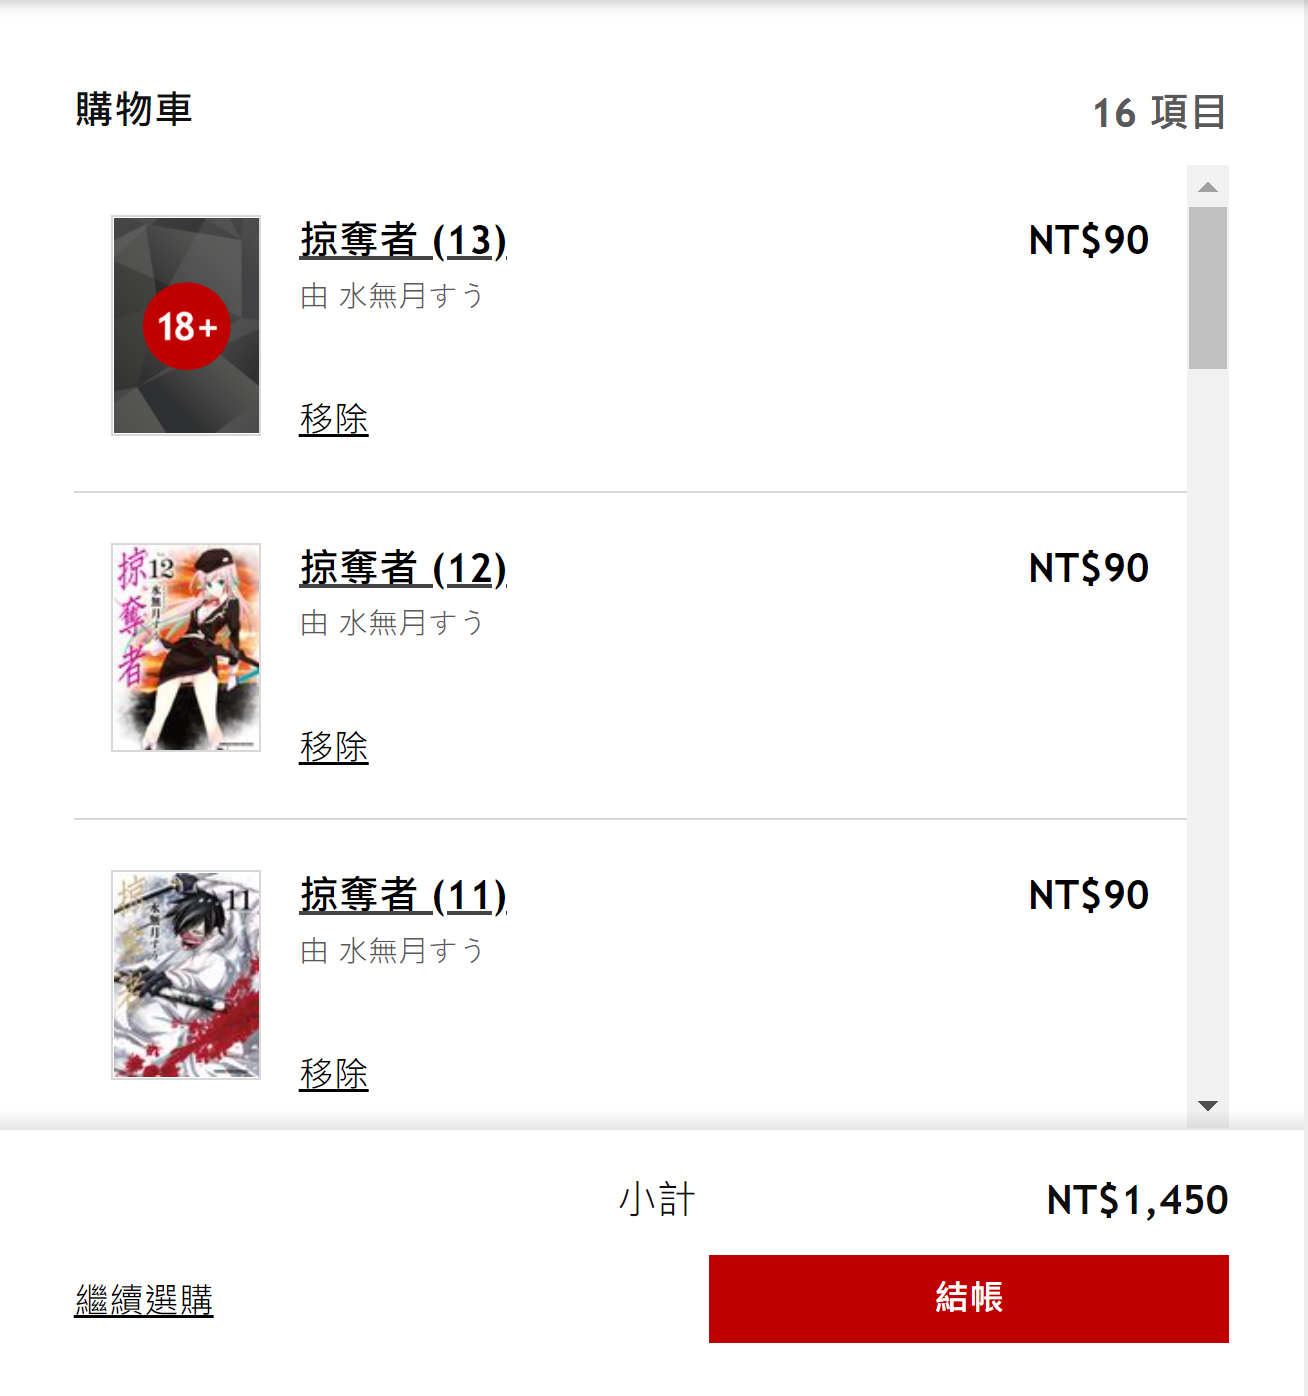 購物車
16 項目
18+
掠奪者 (13)
NT$90
由 水無月すう
移除
掠奪者
12
水無月すう
掠奪者 (12)
NT$90
由 水無月すう
移除
11
水無月すう
掠奪者 (11)
NT$90
由 水無月すう
移除
小計
NT$1,450
繼續選購
結帳